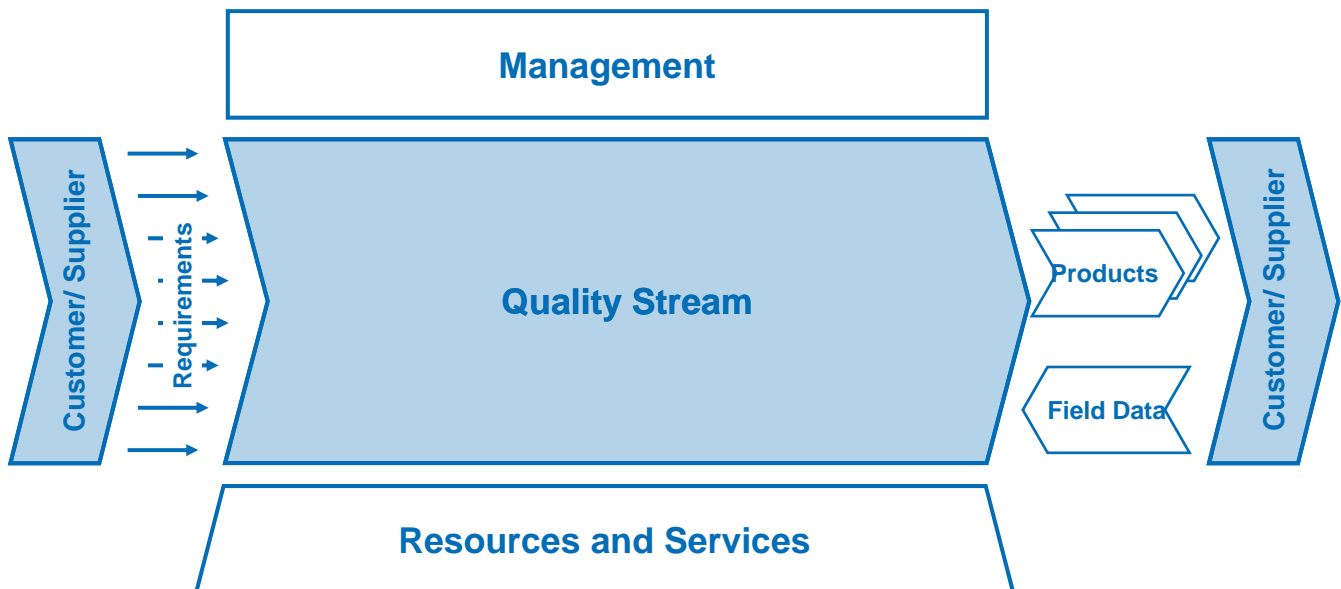 Management
Customer/ Supplier
Requirements
Quality Stream
Products
Field Data
Customer/ Supplier
Resources and Services